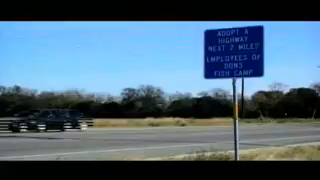 ADOPT A
HIGHWAY
NEXT 2 MILES
EMPLOYEES OF
DONS
FISH CAMP